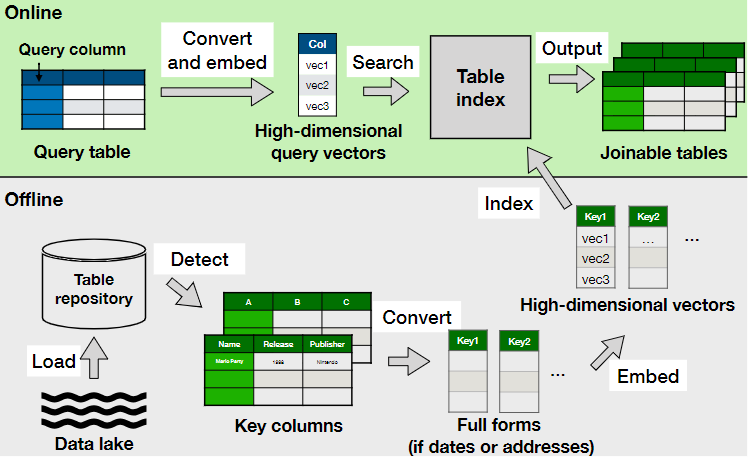 Online
Query column
Query table
Convert
and embed
Col
vec1
vec2
vec3
High-dimensional
query vectors
Search
Table
index
Output
Joinable tables
Offline
Data lake
Load
Table
repository
Detect
A B C
Name Release Publisher
Mario Party 1998 Nintendo
Key columns
Convert
Key1 Key2
...
Full forms
(if dates or addresses)
Embed
Key1 Key2
vec1 ...
vec2
vec3
...
High-dimensional vectors
Index